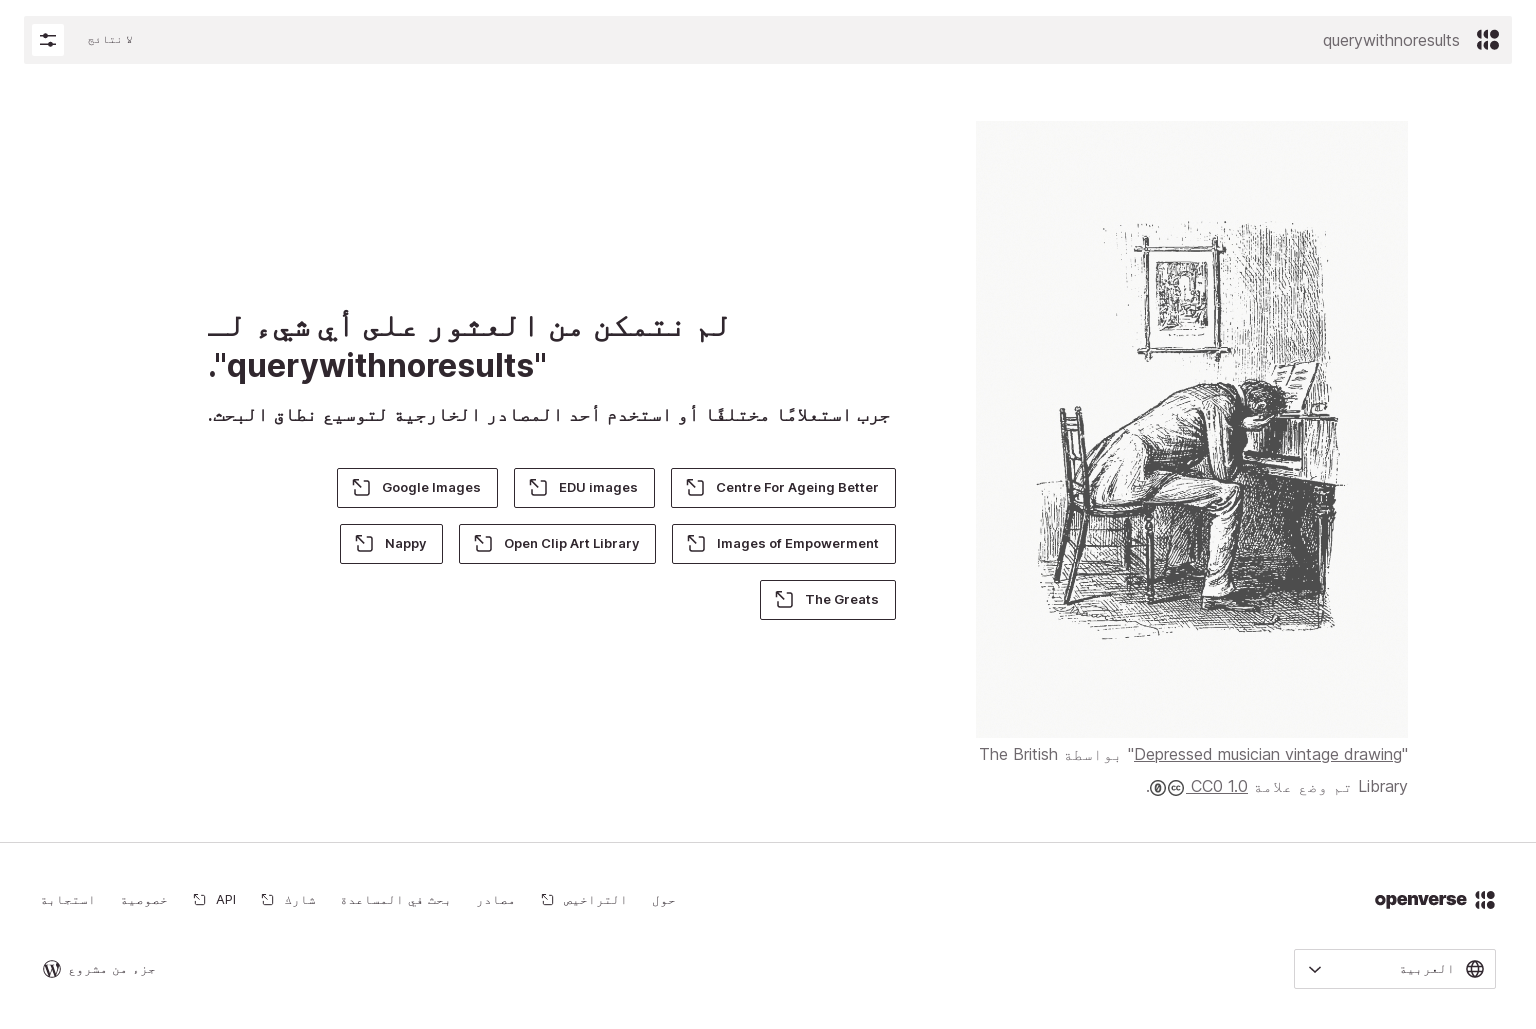 querywithnoresults
لا نتائج
لم نتمكن من العثور على أي شيء لـ
"querywithnoresults".
جرب استعلامًا مختلفًا أو استخدم أحد المصادر الخارجية لتوسيع نطاق البحث.
Centre For Ageing Better
EDU images
Google Images
Images of Empowerment
Open Clip Art Library
Nappy
The Greats
"Depressed musician vintage drawing" بواسطة The British
Library تم وضع علامة CC0 1.0.
openverse
حول
التراخيص
مصادر
بحث في المساعدة
شارك
API
خصوصية
استجابة
العربية
جزء من مشروع